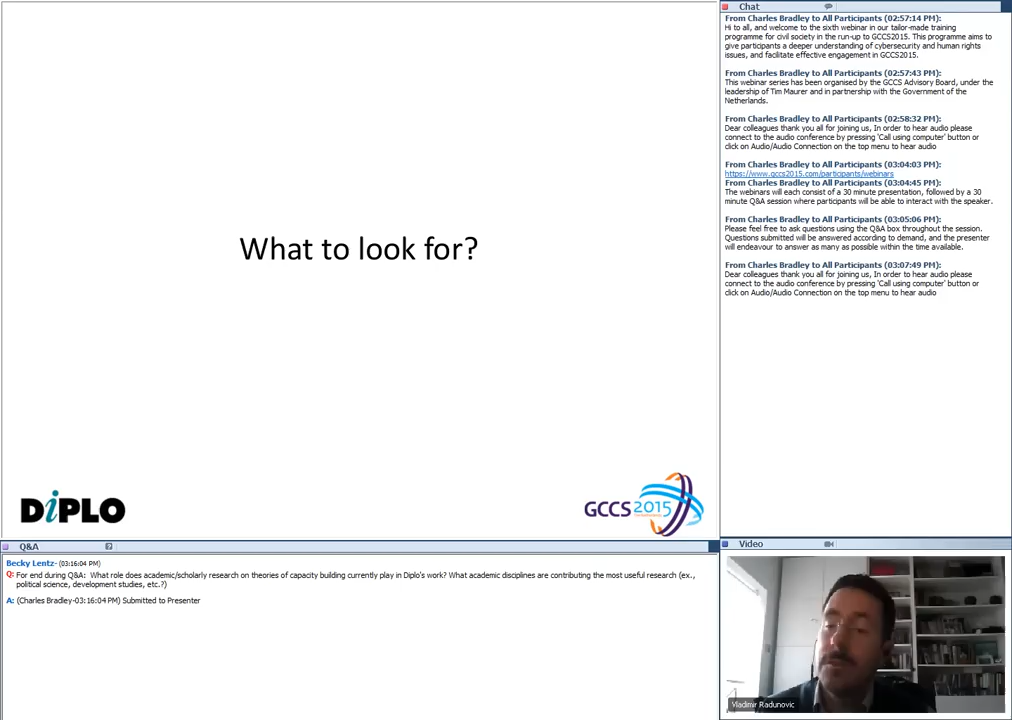 What to look for?
DiPLO
GCCS2015
Chat
From Charles Bradley to All Participants (02:57:14 PM):
Hi to all, and welcome to the sixth webinar in our tailor-made training
programme for civil society in the run-up to GCCS2015. This programme aims to
give participants a deeper understanding of cybersecurity and human rights
issues, and facilitate effective engagement in GCCS2015.
From Charles Bradley to All Participants (02:57:43 PM):
This webinar series has been organised by the GCCS Advisory Board, under the
leadership of Tim Maurer and in partnership with the Government of the
Netherlands.
From Charles Bradley to All Participants (02:58:32 PM):
Dear colleagues thank you all for joining us, In order to hear audio please
connect to the audio conference by pressing 'Call using computer' button or
click on Audio/Audio Connection on the top menu to hear audio
From Charles Bradley to All Participants (03:04:03 PM):
https://www.gccs2015.com/participants/webinars
From Charles Bradley to All Participants (03:04:45 PM):
The webinars will each consist of a 30 minute presentation, followed by a 30
minute Q&A session where participants will be able to interact with the speaker.
From Charles Bradley to All Participants (03:05:06 PM):
Please feel free to ask questions using the Q&A box throughout the session.
Questions submitted will be answered according to demand, and the presenter
will endeavour to answer as many as possible within the time available.
From Charles Bradley to All Participants (03:07:49 PM):
Dear colleagues thank you all for joining us, In order to hear audio please
connect to the audio conference by pressing 'Call using computer' button or
click on Audio/Audio Connection on the top menu to hear audio
Q&A
Becky Lentz- (03:16:04 PM)
Q: For end during Q&A: What role does academic/scholarly research on theories of capacity building currently play in Diplo's work? What academic disciplines are contributing the most useful research (ex.,
political science, development studies, etc.?)
A: (Charles Bradley-03:16:04 PM) Submitted to Presenter
Video
Vladimir Radunovic